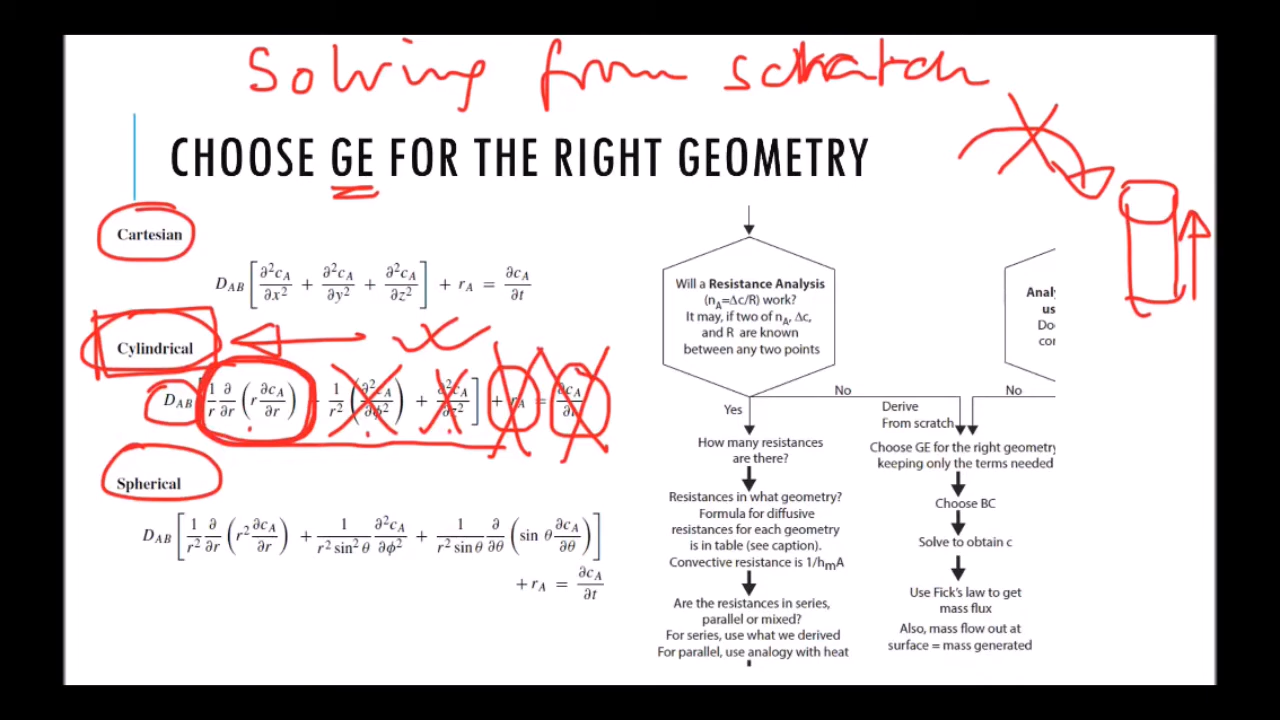 Solving from scratch
CHOOSE GE FOR THE RIGHT GEOMETRY
Cartesian
D_AB [∂²c_A/∂x² + ∂²c_A/∂y² + ∂²c_A/∂z²] + r_A = ∂c_A/∂t
Cylindrical
D_AB [1/r ∂/∂r (r ∂c_A/∂r) + 1/r² (∂²c_A/∂ϕ²) + ∂²c_A/∂z²] + r_A = ∂c_A/∂t
Spherical
D_AB [1/r² ∂/∂r (r² ∂c_A/∂r) + 1/(r² sin² θ) ∂²c_A/∂ϕ² + 1/(r² sin θ) ∂/∂θ (sin θ ∂c_A/∂θ)]
+ r_A = ∂c_A/∂t
Will a Resistance Analysis
(n_A=Δc/R) work?
It may, if two of n_A, Δc,
and R are known
between any two points
Yes
No
How many resistances
are there?
Resistances in what geometry?
Formula for diffusive
resistances for each geometry
is in table (see caption).
Convective resistance is 1/h_mA
Are the resistances in series,
parallel or mixed?
For series, use what we derived
For parallel, use analogy with heat
Derive
From scratch
No
Choose GE for the right geometry
keeping only the terms needed
Choose BC
Solve to obtain c
Use Fick's law to get
mass flux
Also, mass flow out at
surface = mass generated